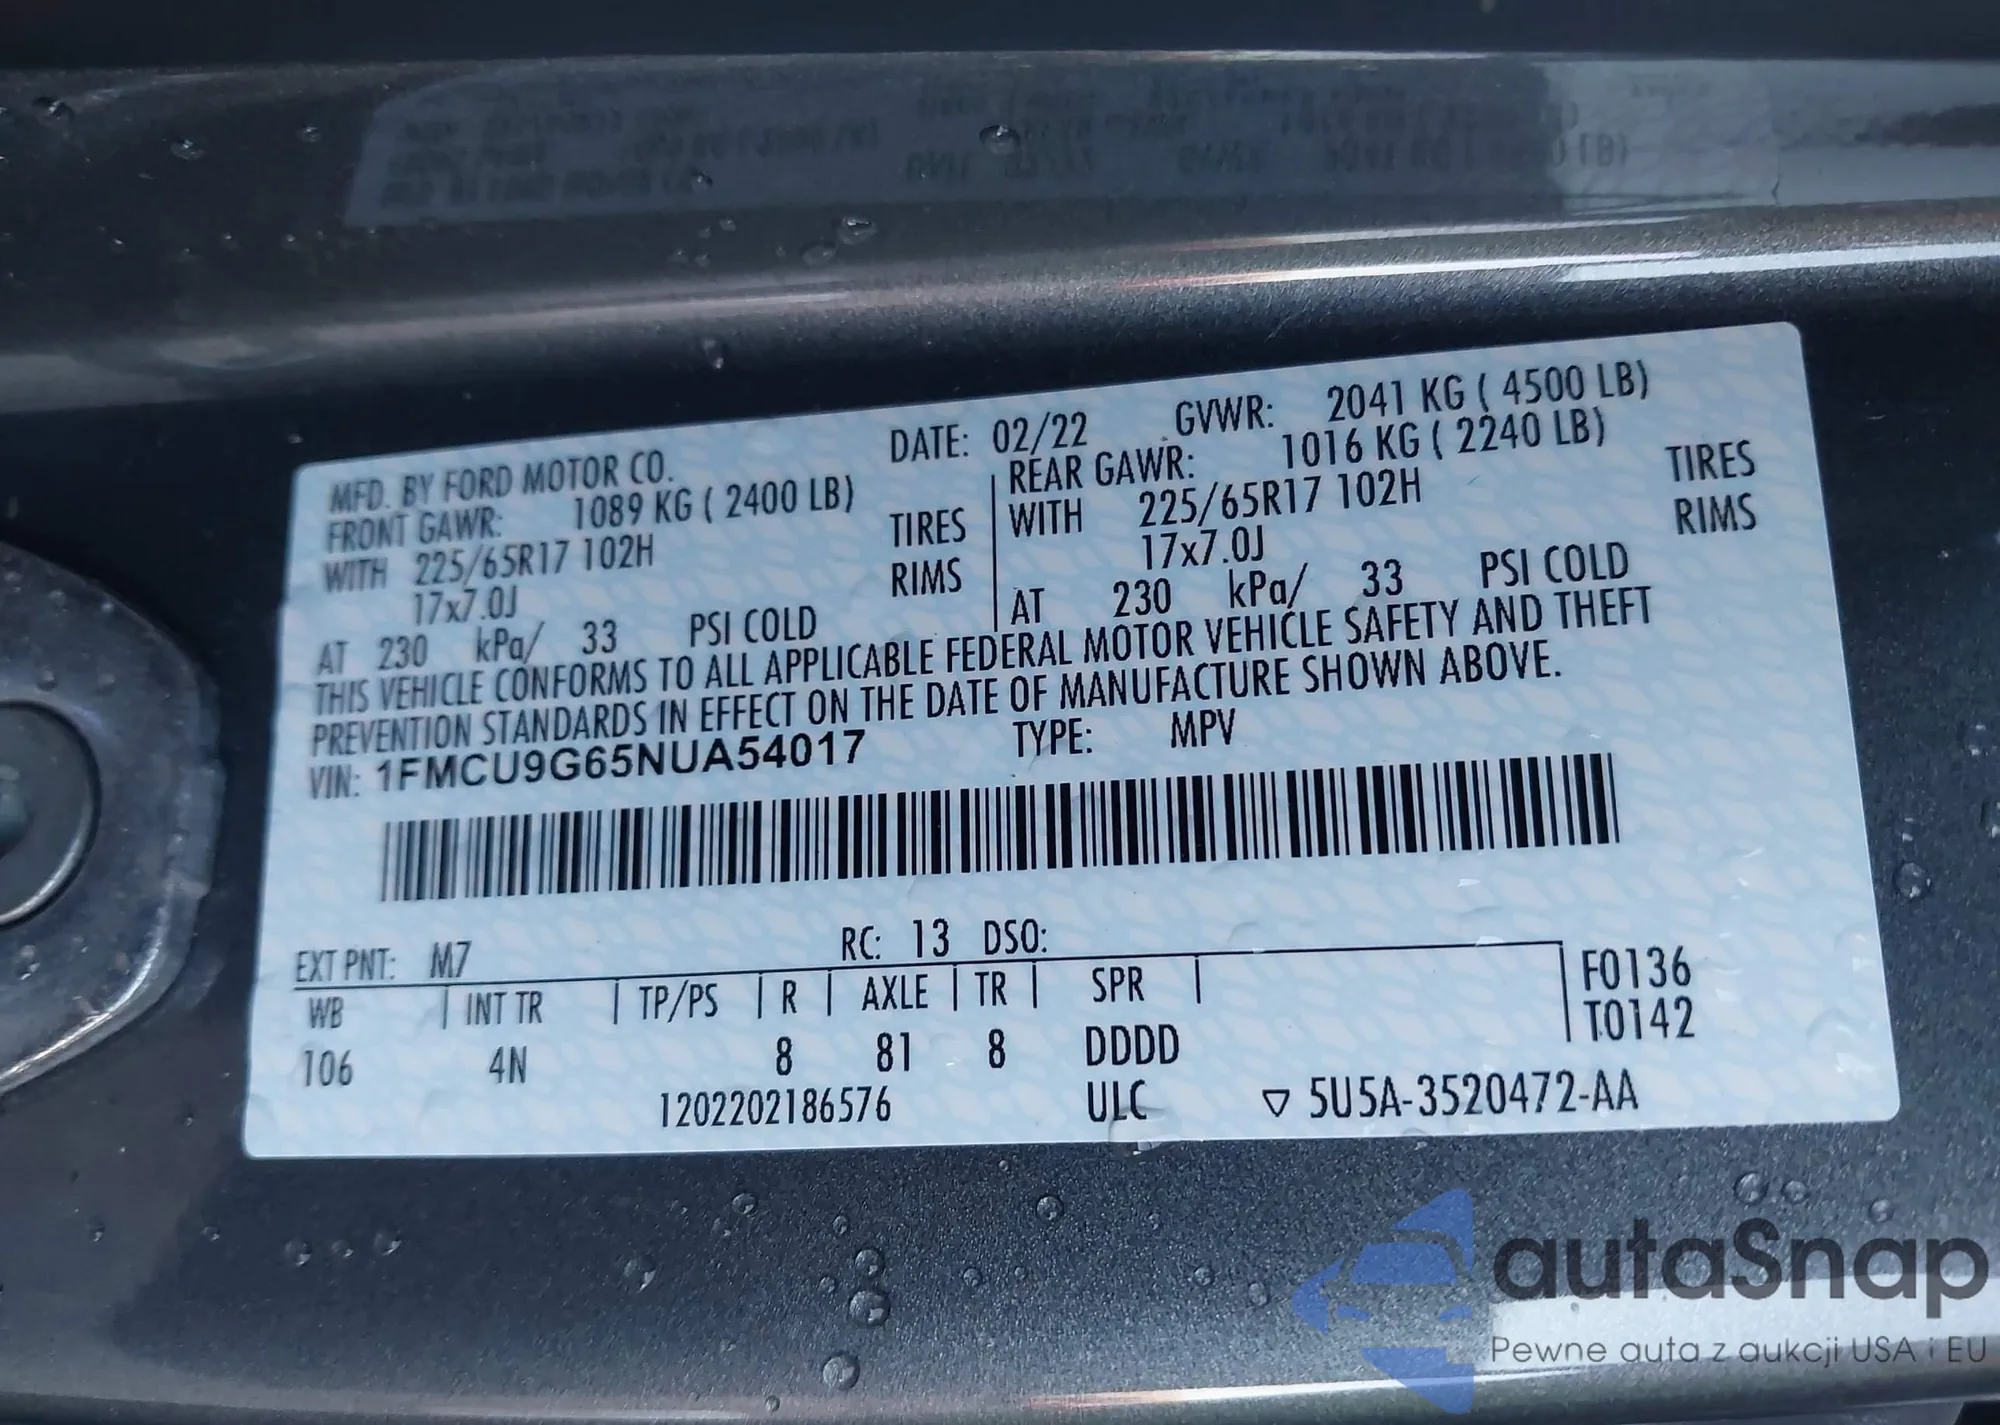 MFD. BY FORD MOTOR CO. DATE: 02/22 GVWR: 2041 KG ( 4500 LB)
FRONT GAWR: 1089 KG ( 2400 LB) REAR GAWR: 1016 KG ( 2240 LB)
WITH 225/65R17 102H TIRES WITH 225/65R17 102H TIRES
17x7.0J RIMS 17x7.0J RIMS
AT 230 kPa/ 33 PSI COLD AT 230 kPa/ 33 PSI COLD
THIS VEHICLE CONFORMS TO ALL APPLICABLE FEDERAL MOTOR VEHICLE SAFETY AND THEFT
PREVENTION STANDARDS IN EFFECT ON THE DATE OF MANUFACTURE SHOWN ABOVE.
VIN: 1FMCU9G65NUA54017 TYPE: MPV
EXT PNT: M7 RC: 13 DSO:
WB INT TR TP/PS R AXLE TR SPR F0136
106 4N 8 81 8 DDDD T0142
1202202186576 ULC ▽ 5U5A-3520472-AA
autaSnap
Pewne auta z aukcji USA i EU